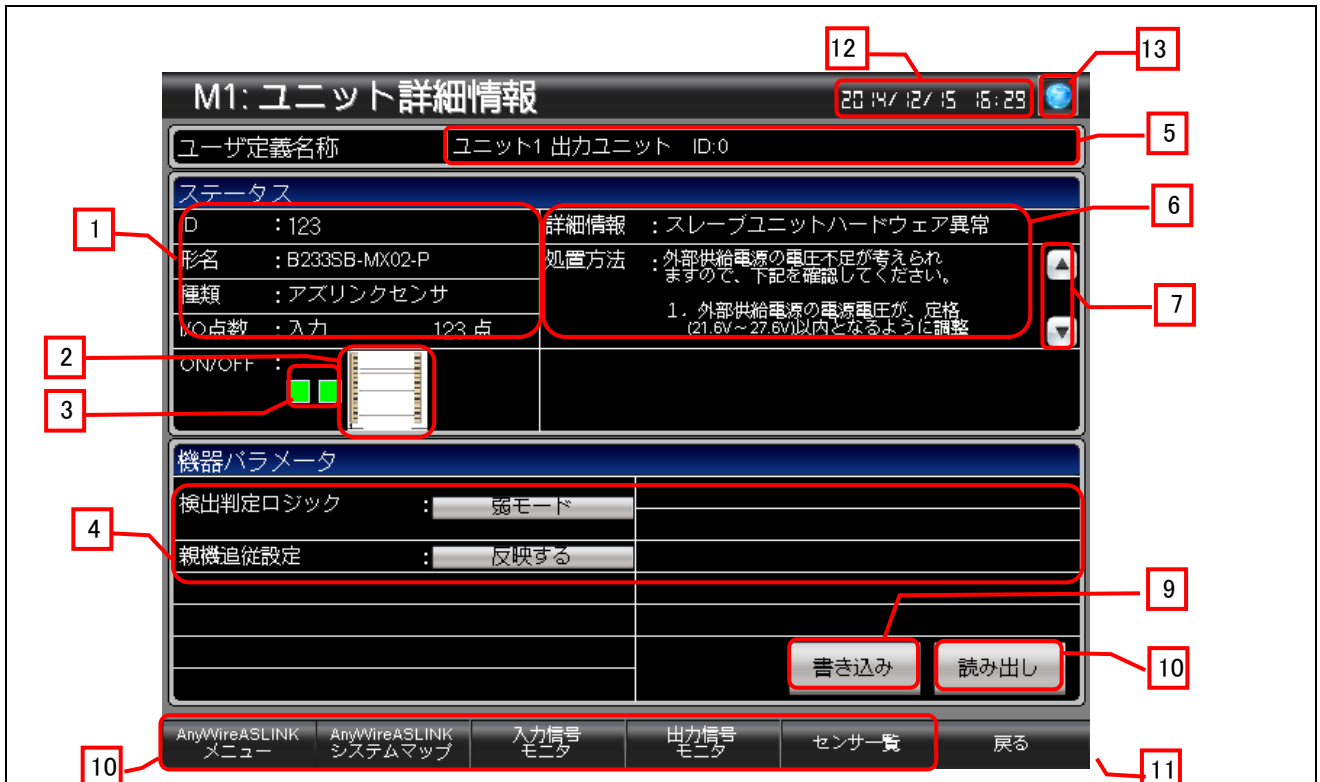 12
13
M1: ユニット詳細情報
2014/12/15 16:29
ユーザ定義名称
ユニット1 出力ユニット ID:0
5
ステータス
1
ID :123
形名 :B233SB-MX02-P
種類 :アズリンクセンサ
I/O点数 :入力 123 点
ON/OFF :
詳細情報 :スレーブユニットハードウェア異常
処置方法 :外部供給電源の電圧不足が考えられ
ますので、下記を確認してください。
1. 外部供給電源の電源電圧が、定格
(21.6V～27.6V)以内となるように調整
6
7
2
3
機器パラメータ
4
検出判定ロジック : 弱モード
親機追従設定 : 反映する
9
書き込み
読み出し
10
AnyWireASLINK
メニュー
AnyWireASLINK
システムマップ
入力信号
モニタ
出力信号
モニタ
センサ一覧
戻る
10
11